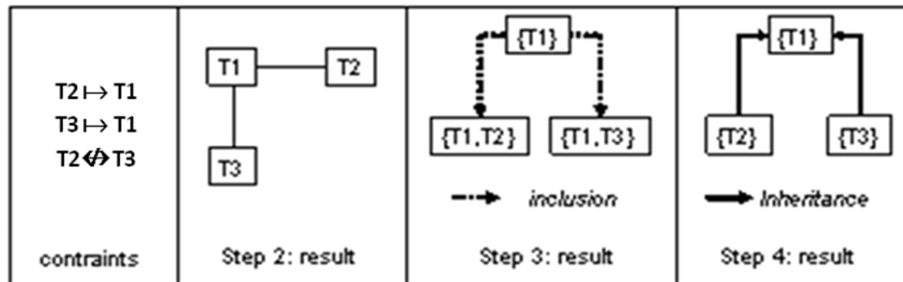 T2 ↦ T1
T3 ↦ T1
T2 <≠> T3
contraints
T1
T2
T3
Step 2: result
{T1}
{T1,T2}
{T1,T3}
inclusion
Step 3: result
{T1}
{T2}
{T3}
Inheritance
Step 4: result